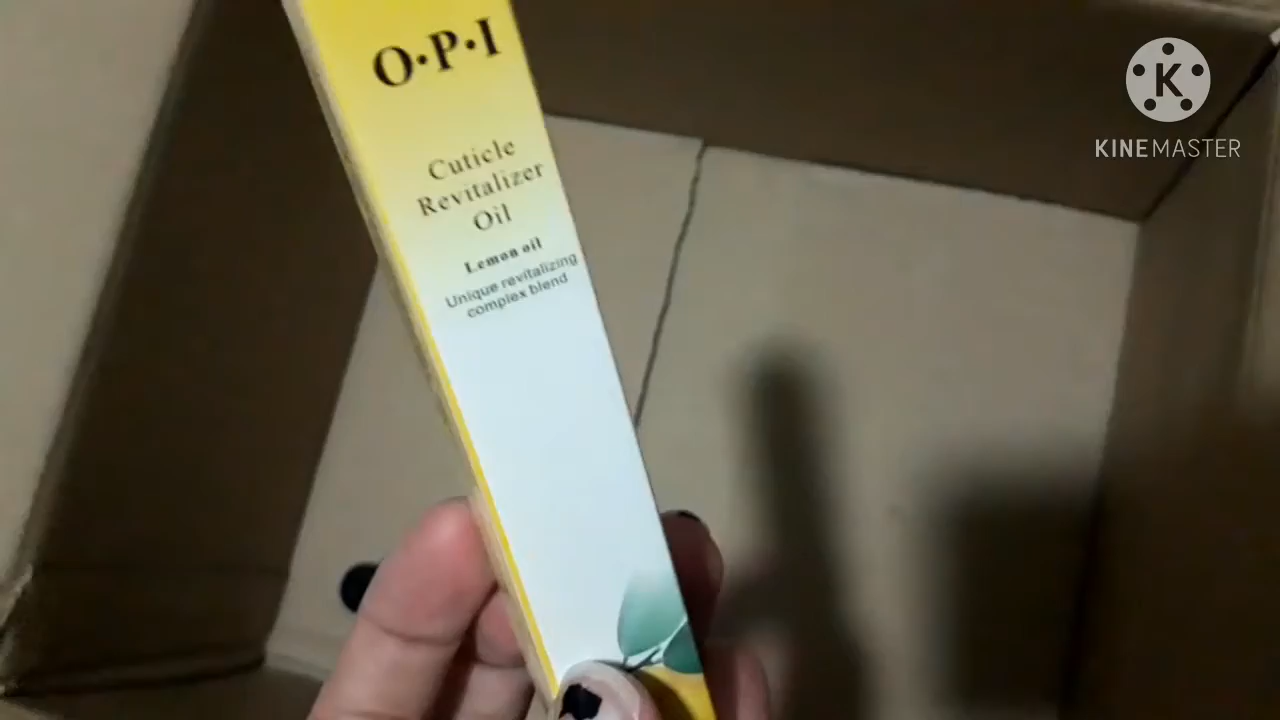 O·P·I
Cuticle
Revitalizer
Oil
Lemon oil
Unique revitalizing
complex blend
K
KINEMASTER